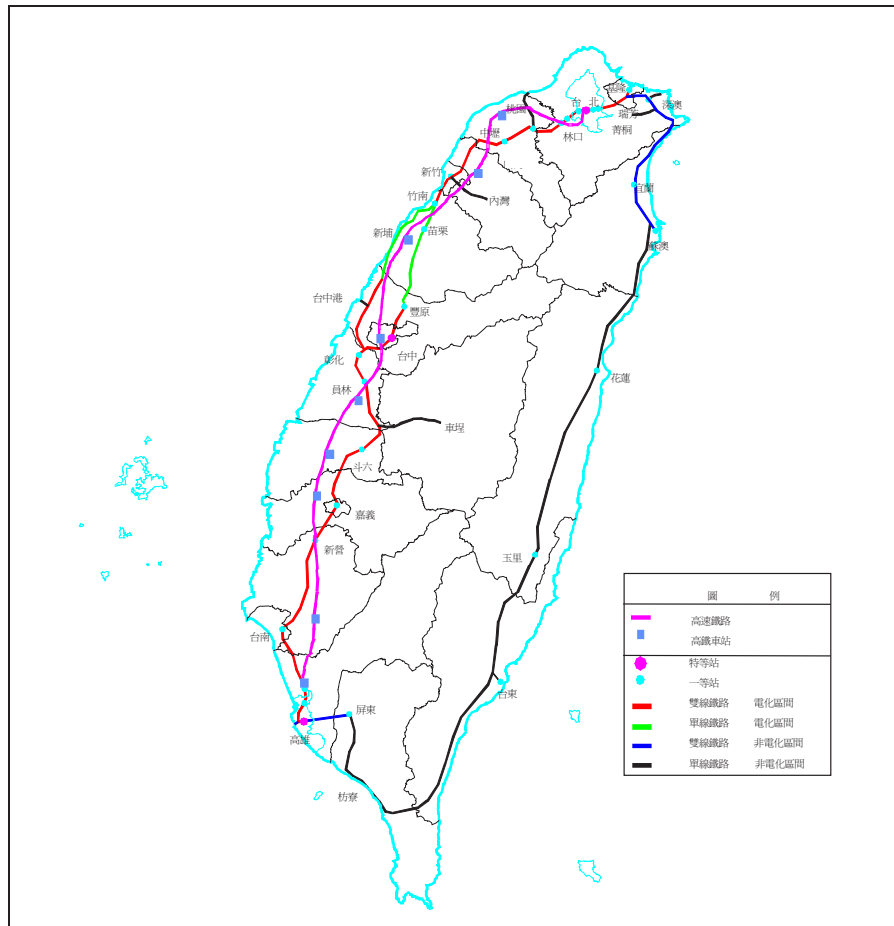 基隆
深澳
台 北
桃園
瑞芳
菁桐
林口
中壢
新竹
內灣
宜蘭
竹南
苗栗
新埔
蘇澳
台中港
豐原
台中
彰化
花蓮
員林
車埕
斗六
嘉義
新營
玉里
台南
台東
屏東
高雄
枋寮
圖 例
高速鐵路
高鐵車站
特等站
一等站
雙線鐵路 電化區間
單線鐵路 電化區間
雙線鐵路 非電化區間
單線鐵路 非電化區間